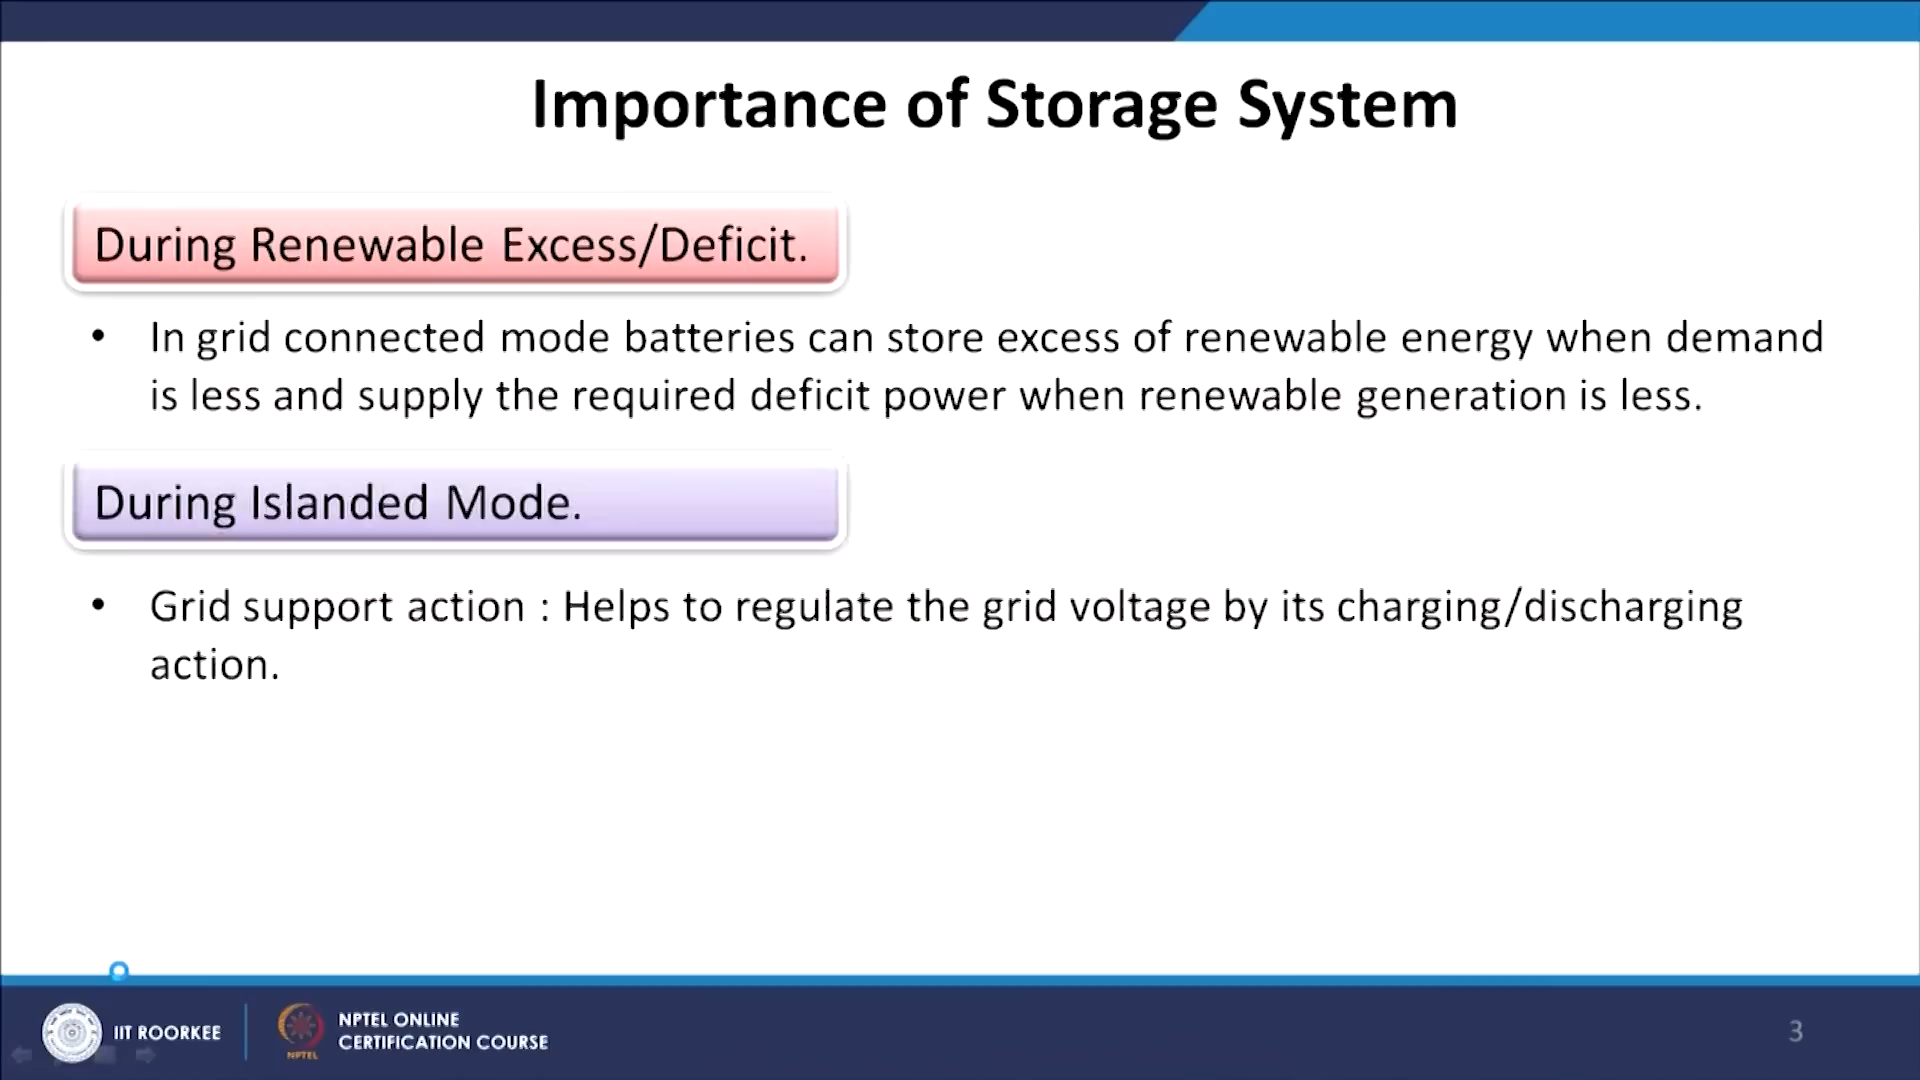 Importance of Storage System
During Renewable Excess/Deficit.
• In grid connected mode batteries can store excess of renewable energy when demand
is less and supply the required deficit power when renewable generation is less.
During Islanded Mode.
• Grid support action : Helps to regulate the grid voltage by its charging/discharging
action.
IIT ROORKEE
NPTEL
NPTEL ONLINE
CERTIFICATION COURSE
3